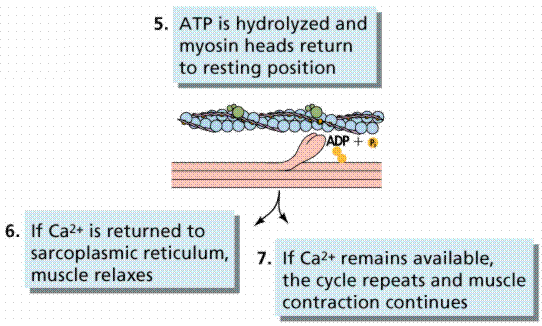 5. ATP is hydrolyzed and
myosin heads return
to resting position
ADP + Pi
6. If Ca2+ is returned to
sarcoplasmic reticulum,
muscle relaxes
7. If Ca2+ remains available,
the cycle repeats and muscle
contraction continues